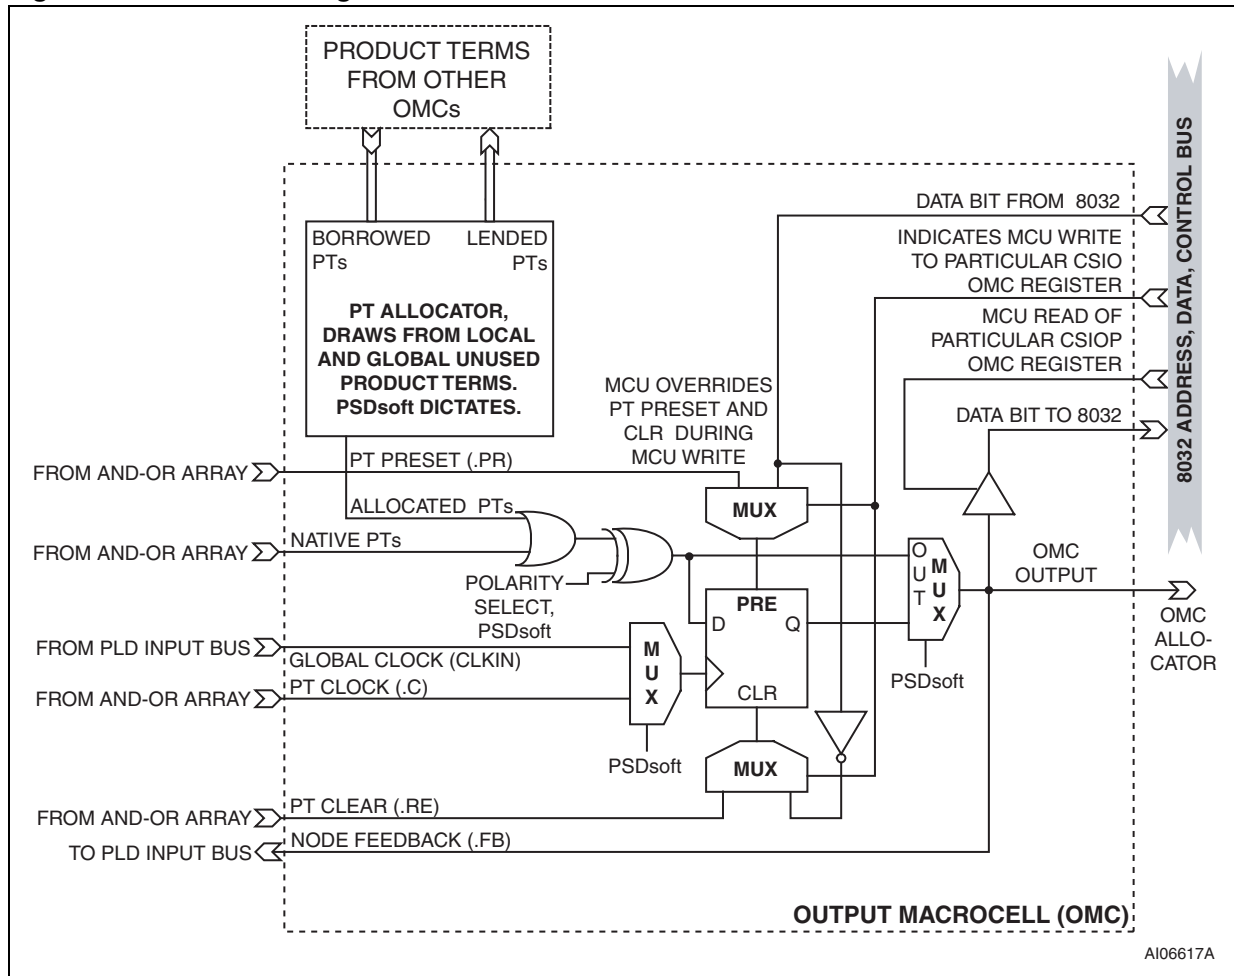 PRODUCT TERMS
FROM OTHER
OMCs
BORROWED
PTs
LENDED
PTs
PT ALLOCATOR,
DRAWS FROM LOCAL
AND GLOBAL UNUSED
PRODUCT TERMS.
PSDsoft DICTATES.
DATA BIT FROM 8032
INDICATES MCU WRITE
TO PARTICULAR CSIO
OMC REGISTER
MCU READ OF
PARTICULAR CSIOP
OMC REGISTER
DATA BIT TO 8032
8032 ADDRESS, DATA, CONTROL BUS
MCU OVERRIDES
PT PRESET AND
CLR DURING
MCU WRITE
FROM AND-OR ARRAY
PT PRESET (.PR)
MUX
ALLOCATED PTs
FROM AND-OR ARRAY
NATIVE PTs
POLARITY
SELECT,
PSDsoft
OUT
MUX
OMC
OUTPUT
PRE
D
Q
CLR
PSDsoft
OMC
ALLO-
CATOR
FROM PLD INPUT BUS
GLOBAL CLOCK (CLKIN)
FROM AND-OR ARRAY
PT CLOCK (.C)
MUX
PSDsoft
MUX
FROM AND-OR ARRAY
PT CLEAR (.RE)
TO PLD INPUT BUS
NODE FEEDBACK (.FB)
OUTPUT MACROCELL (OMC)
AI06617A